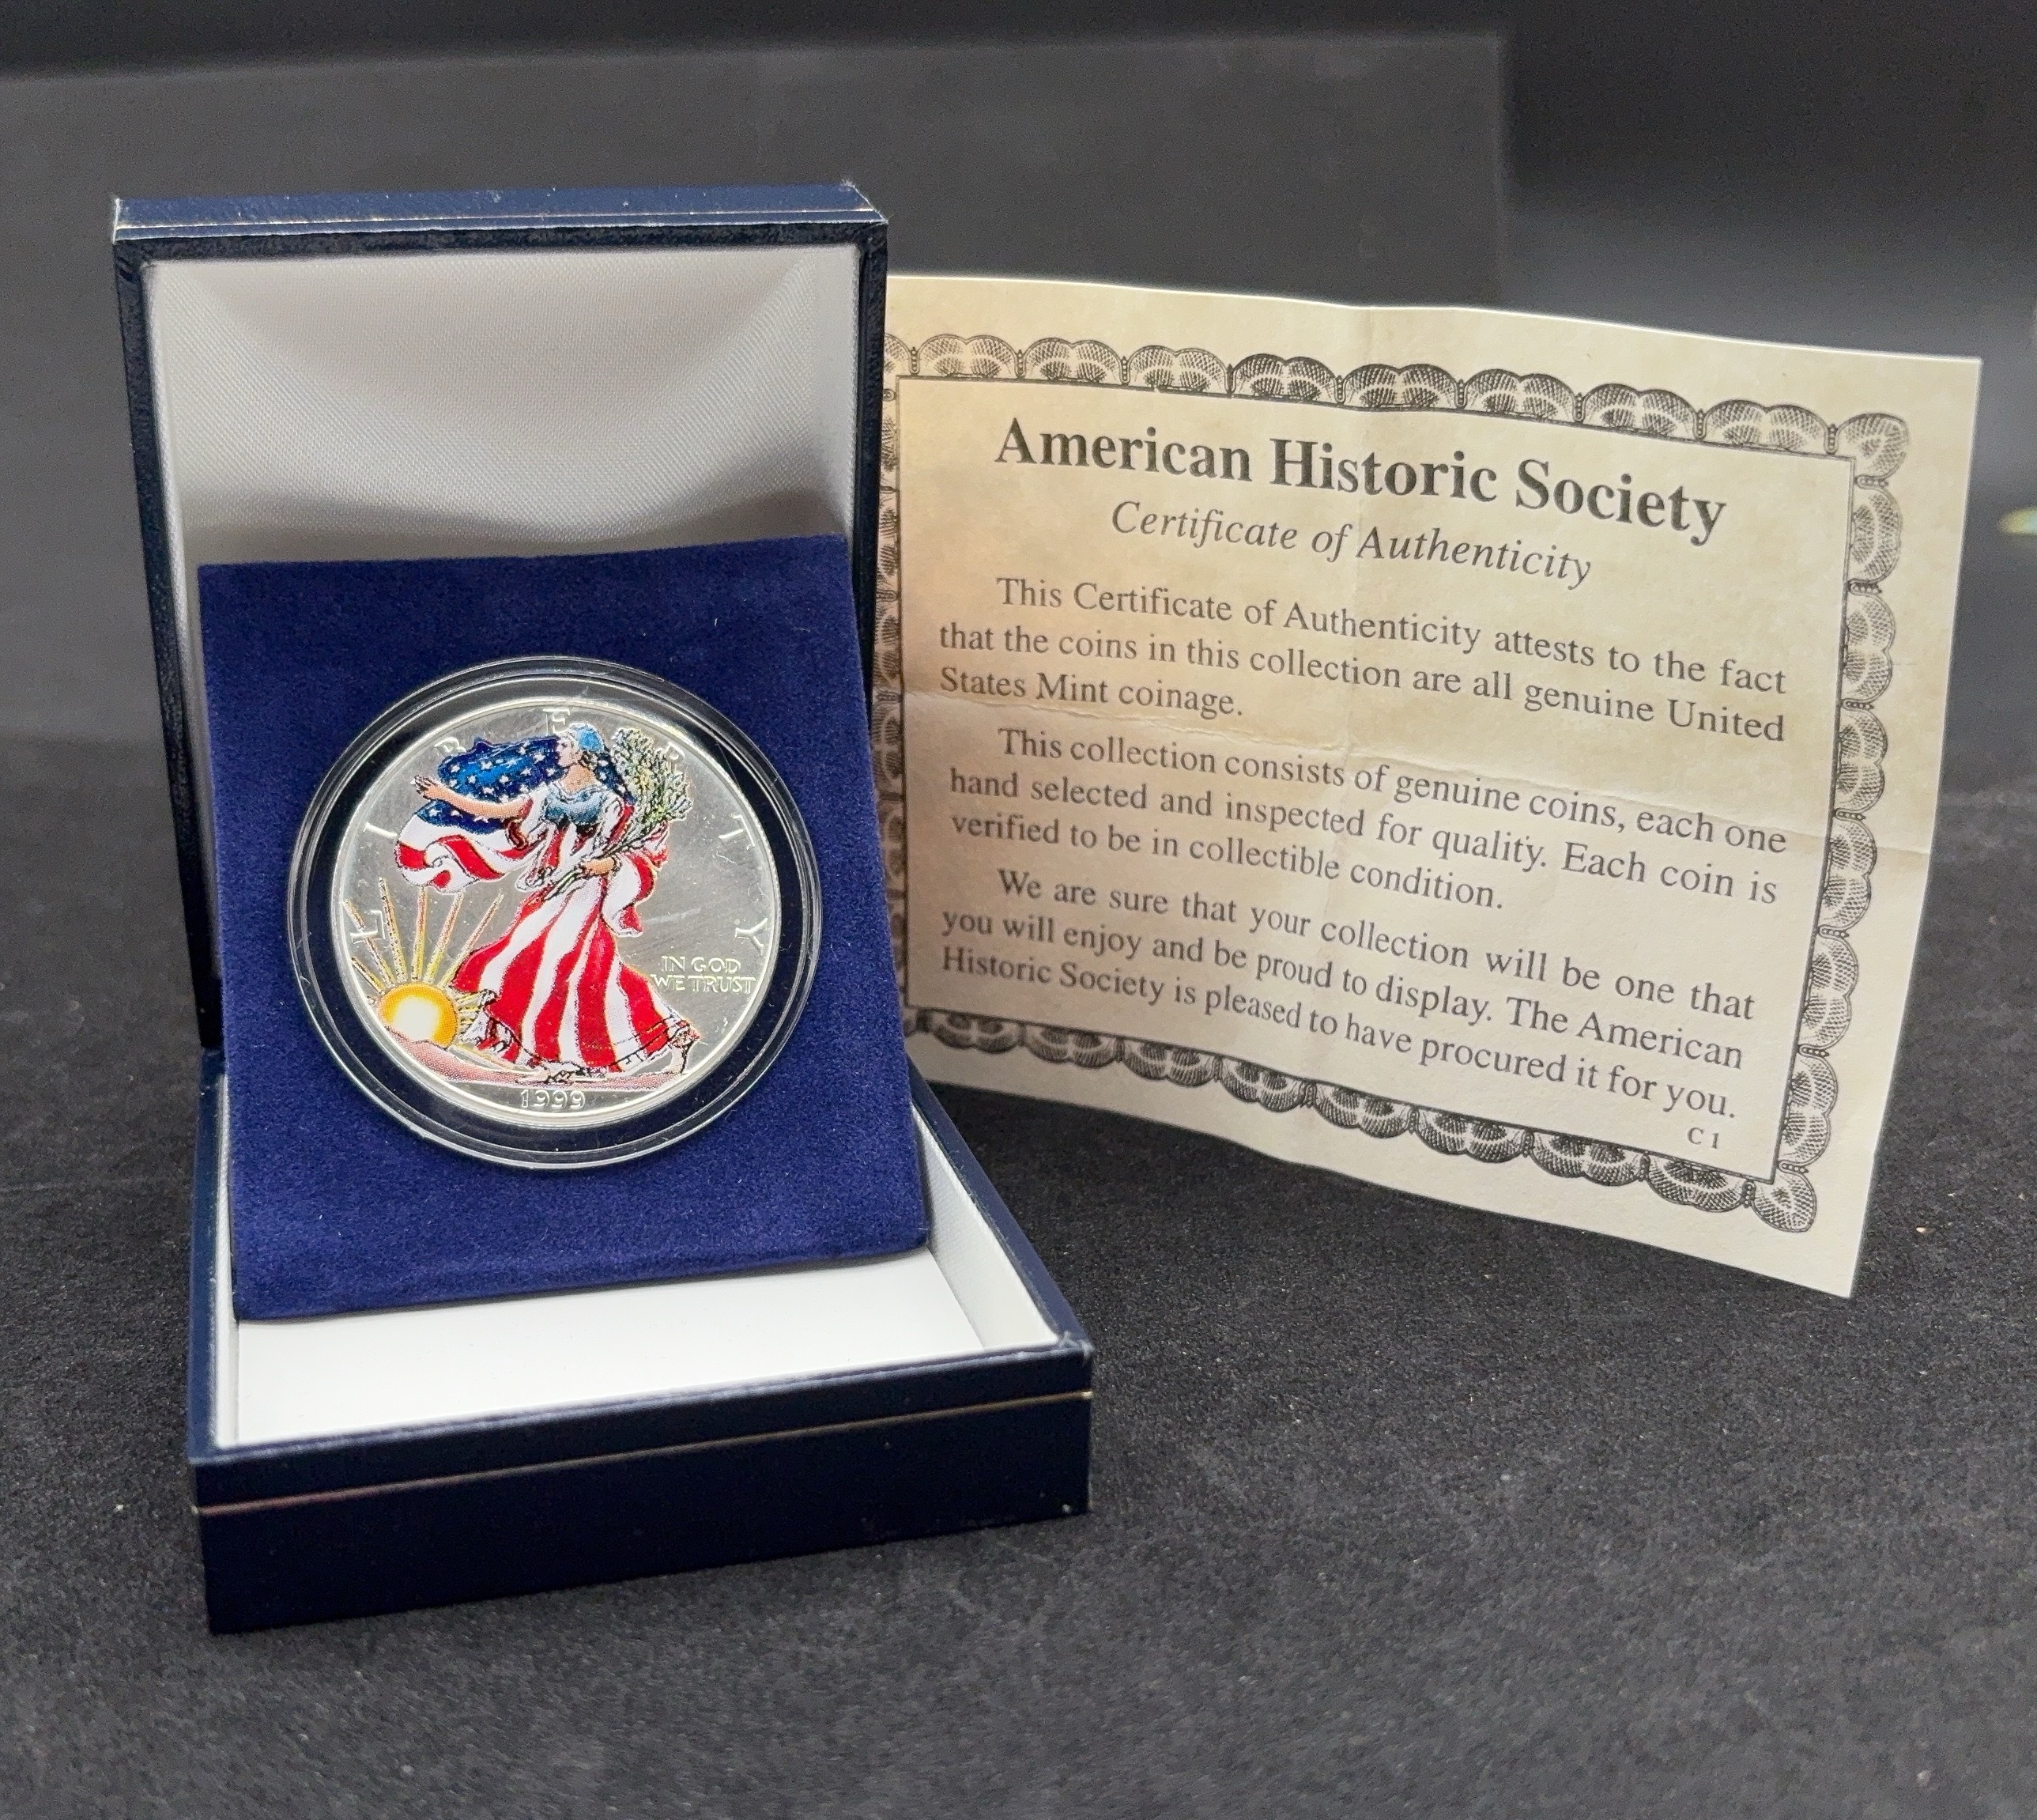 LIBERTY
IN GOD
WE TRUST
1999
American Historic Society
Certificate of Authenticity
This Certificate of Authenticity attests to the fact
that the coins in this collection are all genuine United
States Mint coinage.
This collection consists of genuine coins, each one
hand selected and inspected for quality. Each coin is
verified to be in collectible condition.
We are sure that your collection will be one that
you will enjoy and be proud to display. The American
Historic Society is pleased to have procured it for you.
C 1